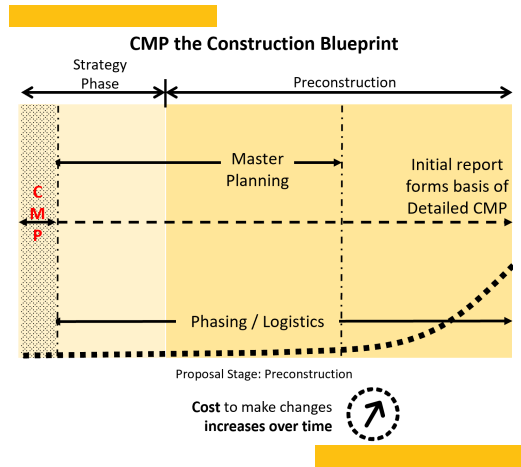 CMP the Construction Blueprint
Strategy
Phase
Preconstruction
Master
Planning
Initial report
forms basis of
Detailed CMP
C
M
P
Phasing / Logistics
Proposal Stage: Preconstruction
Cost to make changes
increases over time